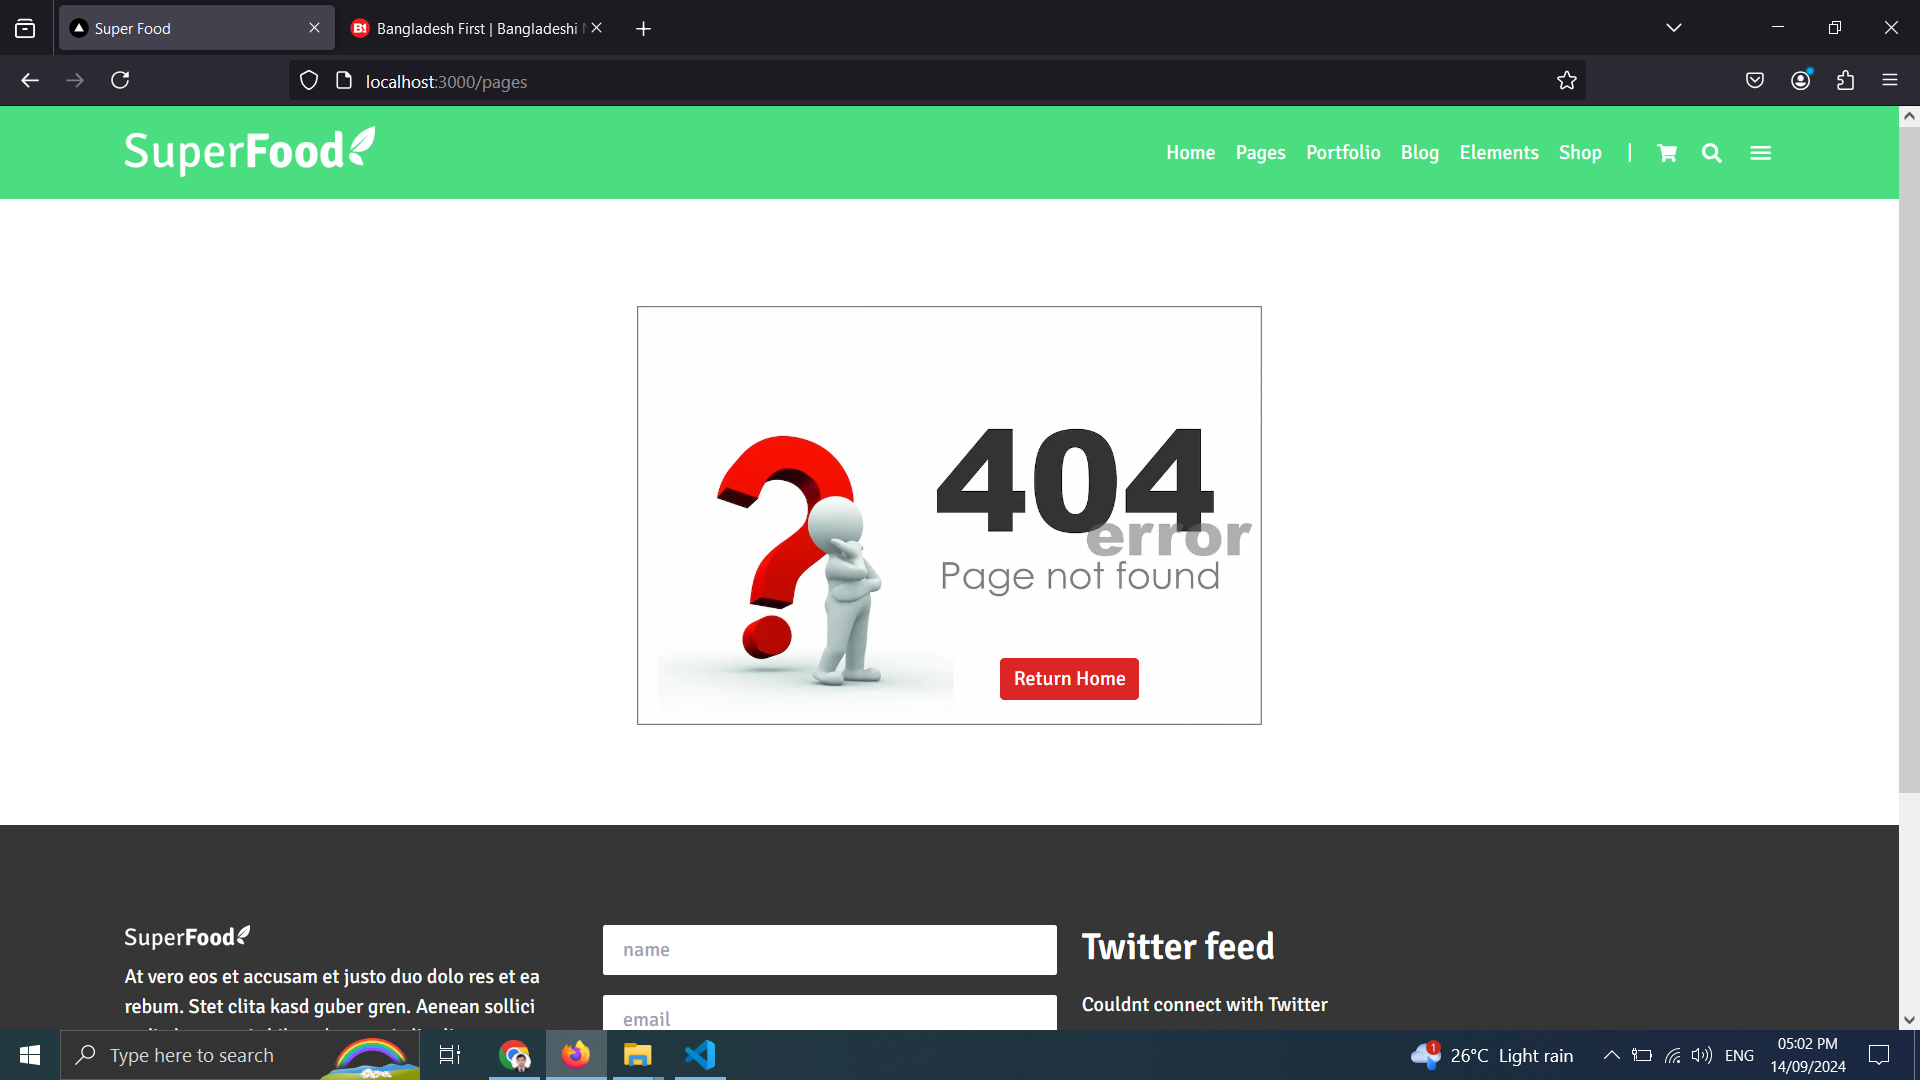 Super Food
Bangladesh First | Bangladeshi
localhost:3000/pages
SuperFood
Home Pages Portfolio Blog Elements Shop |
404
error
Page not found
Return Home
SuperFood
At vero eos et accusam et justo duo dolo res et ea
rebum. Stet clita kasd guber gren. Aenean sollici
name
email
Twitter feed
Couldnt connect with Twitter
Type here to search
1
26°C Light rain
ENG
05:02 PM
14/09/2024